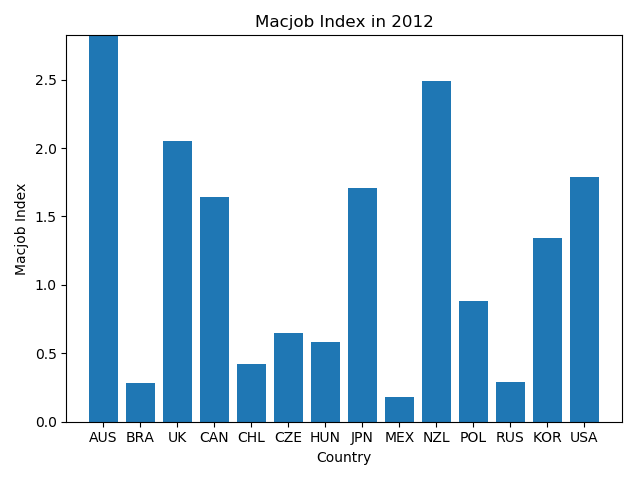 Macjob Index in 2012
Macjob Index
2.5
2.0
1.5
1.0
0.5
0.0
AUS BRA UK CAN CHL CZE HUN JPN MEX NZL POL RUS KOR USA
Country